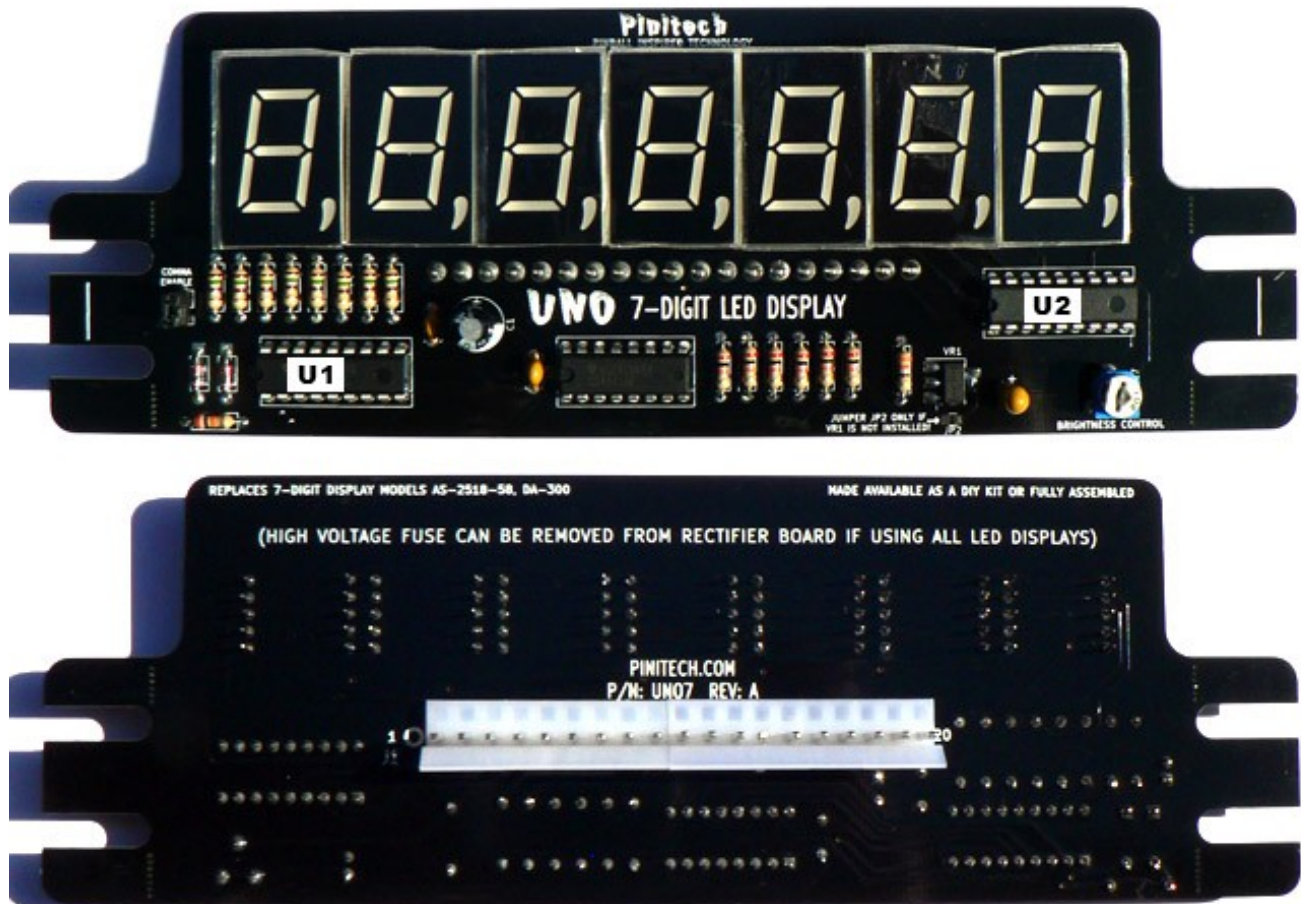 Pinitech
PINBALL INSPIRED TECHNOLOGY
COMMA
ENABLE
UNO 7-DIGIT LED DISPLAY
C1
U2
U1
VR1
JUMPER JP2 ONLY IF
VR1 IS NOT INSTALLED!
JP2
BRIGHTNESS CONTROL
REPLACES 7-DIGIT DISPLAY MODELS AS-2518-58, DA-300
MADE AVAILABLE AS A DIY KIT OR FULLY ASSEMBLED
(HIGH VOLTAGE FUSE CAN BE REMOVED FROM RECTIFIER BOARD IF USING ALL LED DISPLAYS)
PINITECH.COM
P/N: UNO7 REV: A
1
20
J1